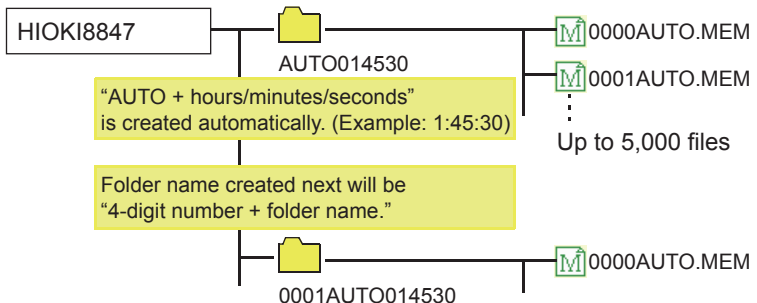 HIOKI8847
AUTO014530
0000AUTO.MEM
0001AUTO.MEM
“AUTO + hours/minutes/seconds”
is created automatically. (Example: 1:45:30)
Up to 5,000 files
Folder name created next will be
“4-digit number + folder name.”
0001AUTO014530
0000AUTO.MEM